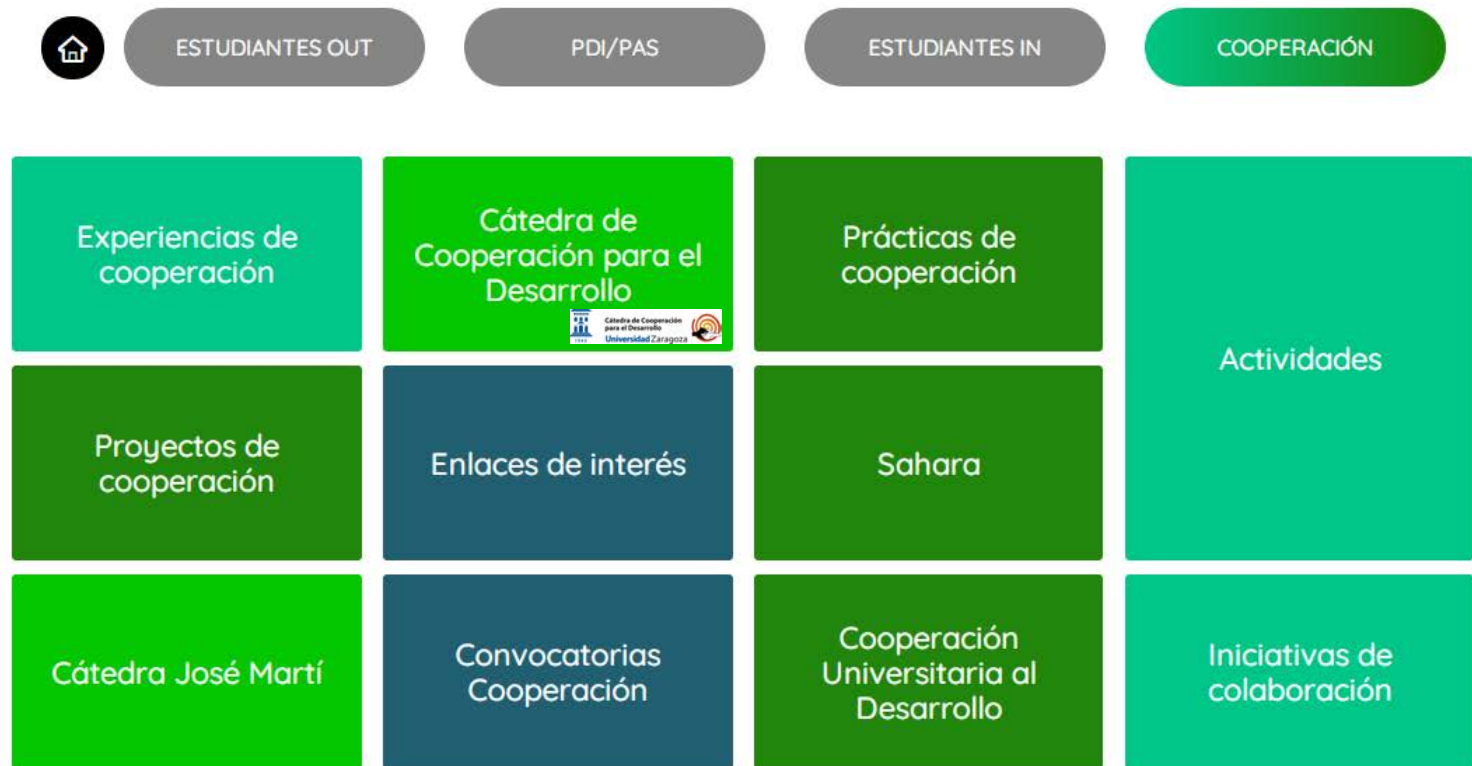 ESTUDIANTES OUT
PDI/PAS
ESTUDIANTES IN
COOPERACIÓN
Experiencias de
cooperación
Cátedra de
Cooperación para el
Desarrollo
Cátedra de Cooperación
para el Desarrollo
Universidad Zaragoza
1542
Prácticas de
cooperación
Actividades
Proyectos de
cooperación
Enlaces de interés
Sahara
Cátedra José Martí
Convocatorias
Cooperación
Cooperación
Universitaria al
Desarrollo
Iniciativas de
colaboración